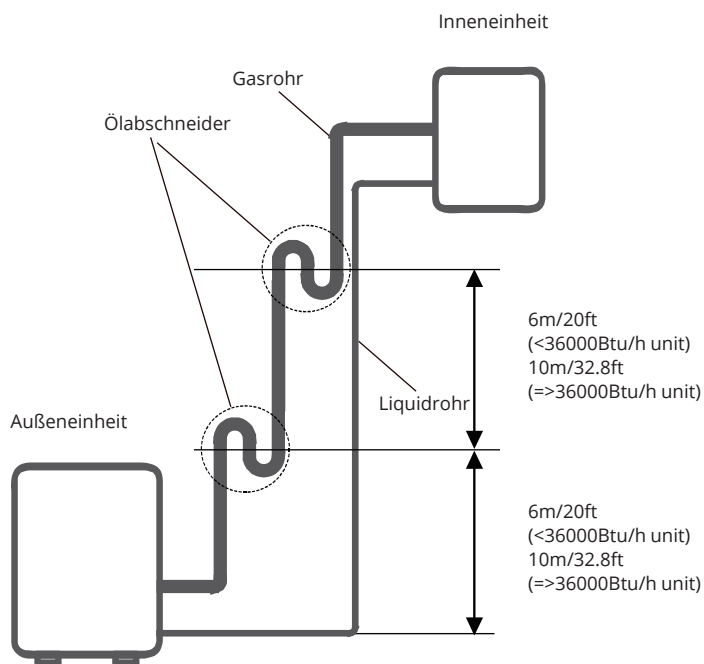 Inneneinheit
Gasrohr
Ölabschneider
6m/20ft
(<36000Btu/h unit)
10m/32.8ft
(=>36000Btu/h unit)
Liquidrohr
Außeneinheit
6m/20ft
(<36000Btu/h unit)
10m/32.8ft
(=>36000Btu/h unit)